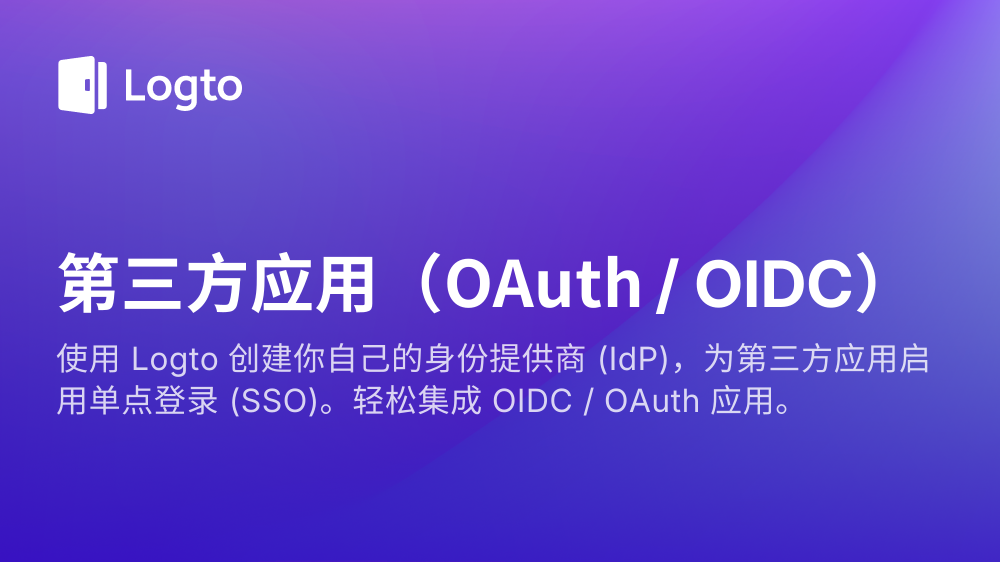 Logto
第三方应用（OAuth / OIDC）
使用 Logto 创建你自己的身份提供商 (IdP)，为第三方应用启
用单点登录 (SSO)。轻松集成 OIDC / OAuth 应用。